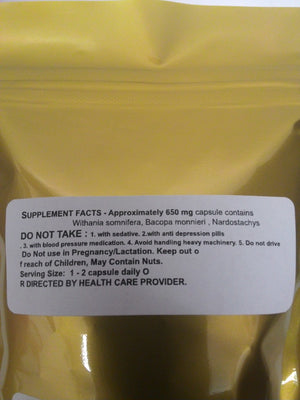 SUPPLEMENT FACTS - Approximately 650 mg capsule contains
Withania somnifera, Bacopa monnieri , Nardostachys
DO NOT TAKE : 1. with sedative. 2.with anti depression pills
. 3. with blood pressure medication. 4. Avoid handling heavy machinery. 5. Do not drive
Do Not use in Pregnancy/Lactation. Keep out o
f reach of Children, May Contain Nuts.
Serving Size: 1 - 2 capsule daily O
R DIRECTED BY HEALTH CARE PROVIDER.